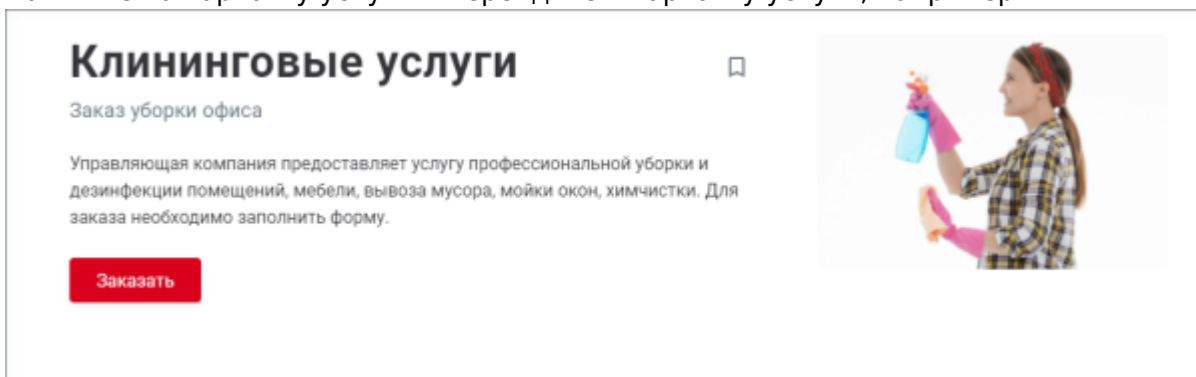 Клининговые услуги
Заказ уборки офиса
Управляющая компания предоставляет услугу профессиональной уборки и
дезинфекции помещений, мебели, вывоза мусора, мойки окон, химчистки. Для
заказа необходимо заполнить форму.
Заказать